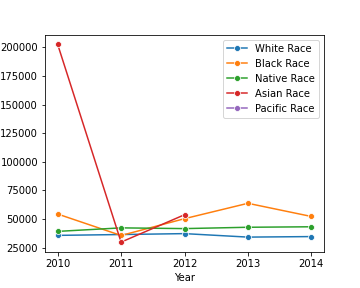 200000
175000
150000
125000
100000
75000
50000
25000
White Race
Black Race
Native Race
Asian Race
Pacific Race
2010 2011 2012 2013 2014
Year